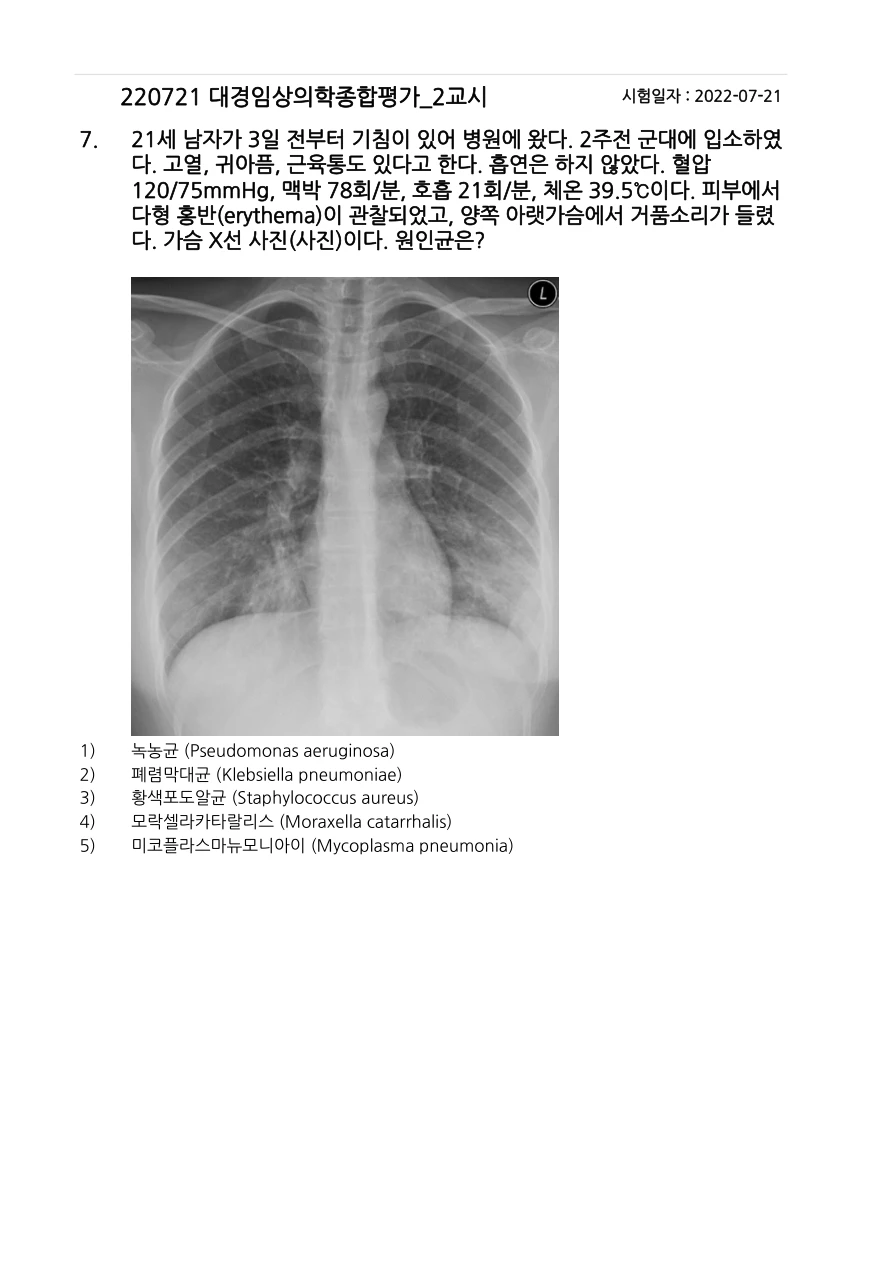 220721 대경임상의학종합평가_2교시 시험일자 : 2022-07-21
7. 21세 남자가 3일 전부터 기침이 있어 병원에 왔다. 2주전 군대에 입소하였
다. 고열, 귀아픔, 근육통도 있다고 한다. 흡연은 하지 않았다. 혈압
120/75mmHg, 맥박 78회/분, 호흡 21회/분, 체온 39.5℃이다. 피부에서
다형 홍반(erythema)이 관찰되었고, 양쪽 아랫가슴에서 거품소리가 들렸
다. 가슴 X선 사진(사진)이다. 원인균은?
L
1) 녹농균 (Pseudomonas aeruginosa)
2) 폐렴막대균 (Klebsiella pneumoniae)
3) 황색포도알균 (Staphylococcus aureus)
4) 모락셀라카타랄리스 (Moraxella catarrhalis)
5) 미코플라스마뉴모니아이 (Mycoplasma pneumonia)